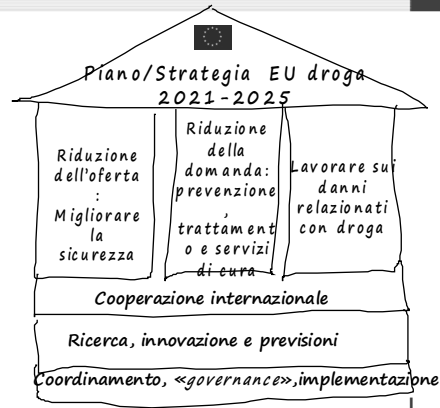 Piano/Strategia EU droga
2021-2025
Riduzione
dell'oferta
:
Migliorare
la
sicurezza
Riduzione
della
domanda:
prevenzione
,
trattament
o e servizi
di cura
Lavorare sui
danni
relazionati
con droga
Cooperazione internazionale
Ricerca, innovazione e previsioni
Coordinamento, «governance»,implementazione